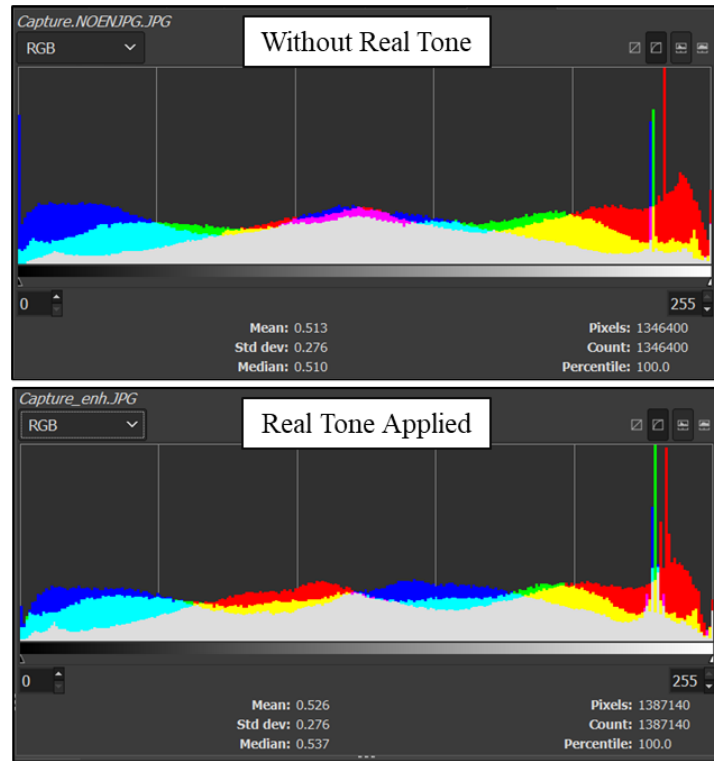 Capture.NOENJPG.JPG
RGB
Without Real Tone
0
255
Mean: 0.513
Pixels: 1346400
Std dev: 0.276
Count: 1346400
Median: 0.510
Percentile: 100.0
Capture_enh.JPG
RGB
Real Tone Applied
0
255
Mean: 0.526
Pixels: 1387140
Std dev: 0.276
Count: 1387140
Median: 0.537
Percentile: 100.0